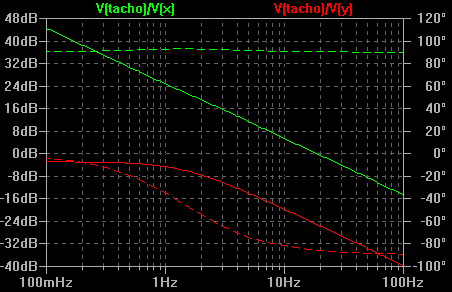 V(tacho)/V(x) V(tacho)/V(y)
48dB 120°
40dB 100°
32dB 80°
24dB 60°
16dB 40°
8dB 20°
0dB 0°
-8dB -20°
-16dB -40°
-24dB -60°
-32dB -80°
-40dB -100°
100mHz 1Hz 10Hz 100Hz